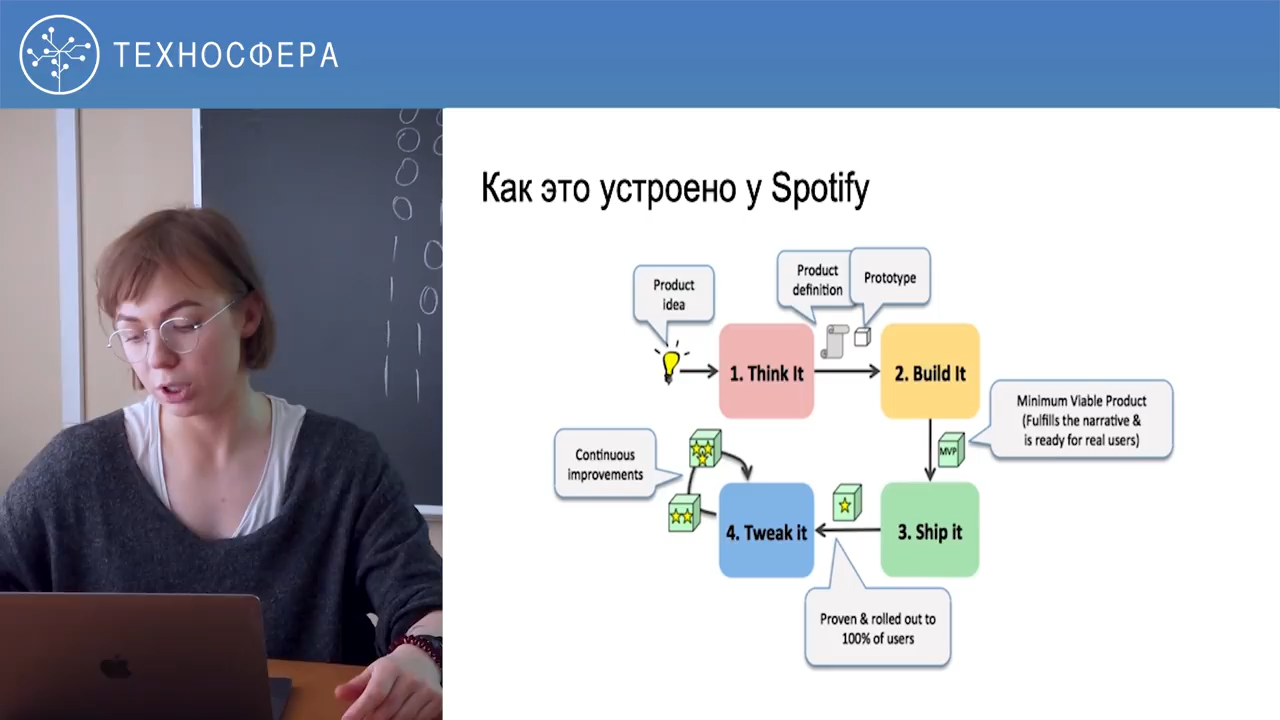 ТЕХНОСФЕРА
Как это устроено у Spotify
Product
idea
Product
definition
Prototype
1. Think It
2. Build It
Minimum Viable Product
(Fulfills the narrative &
is ready for real users)
MVP
Continuous
improvements
4. Tweak it
3. Ship it
Proven & rolled out to
100% of users